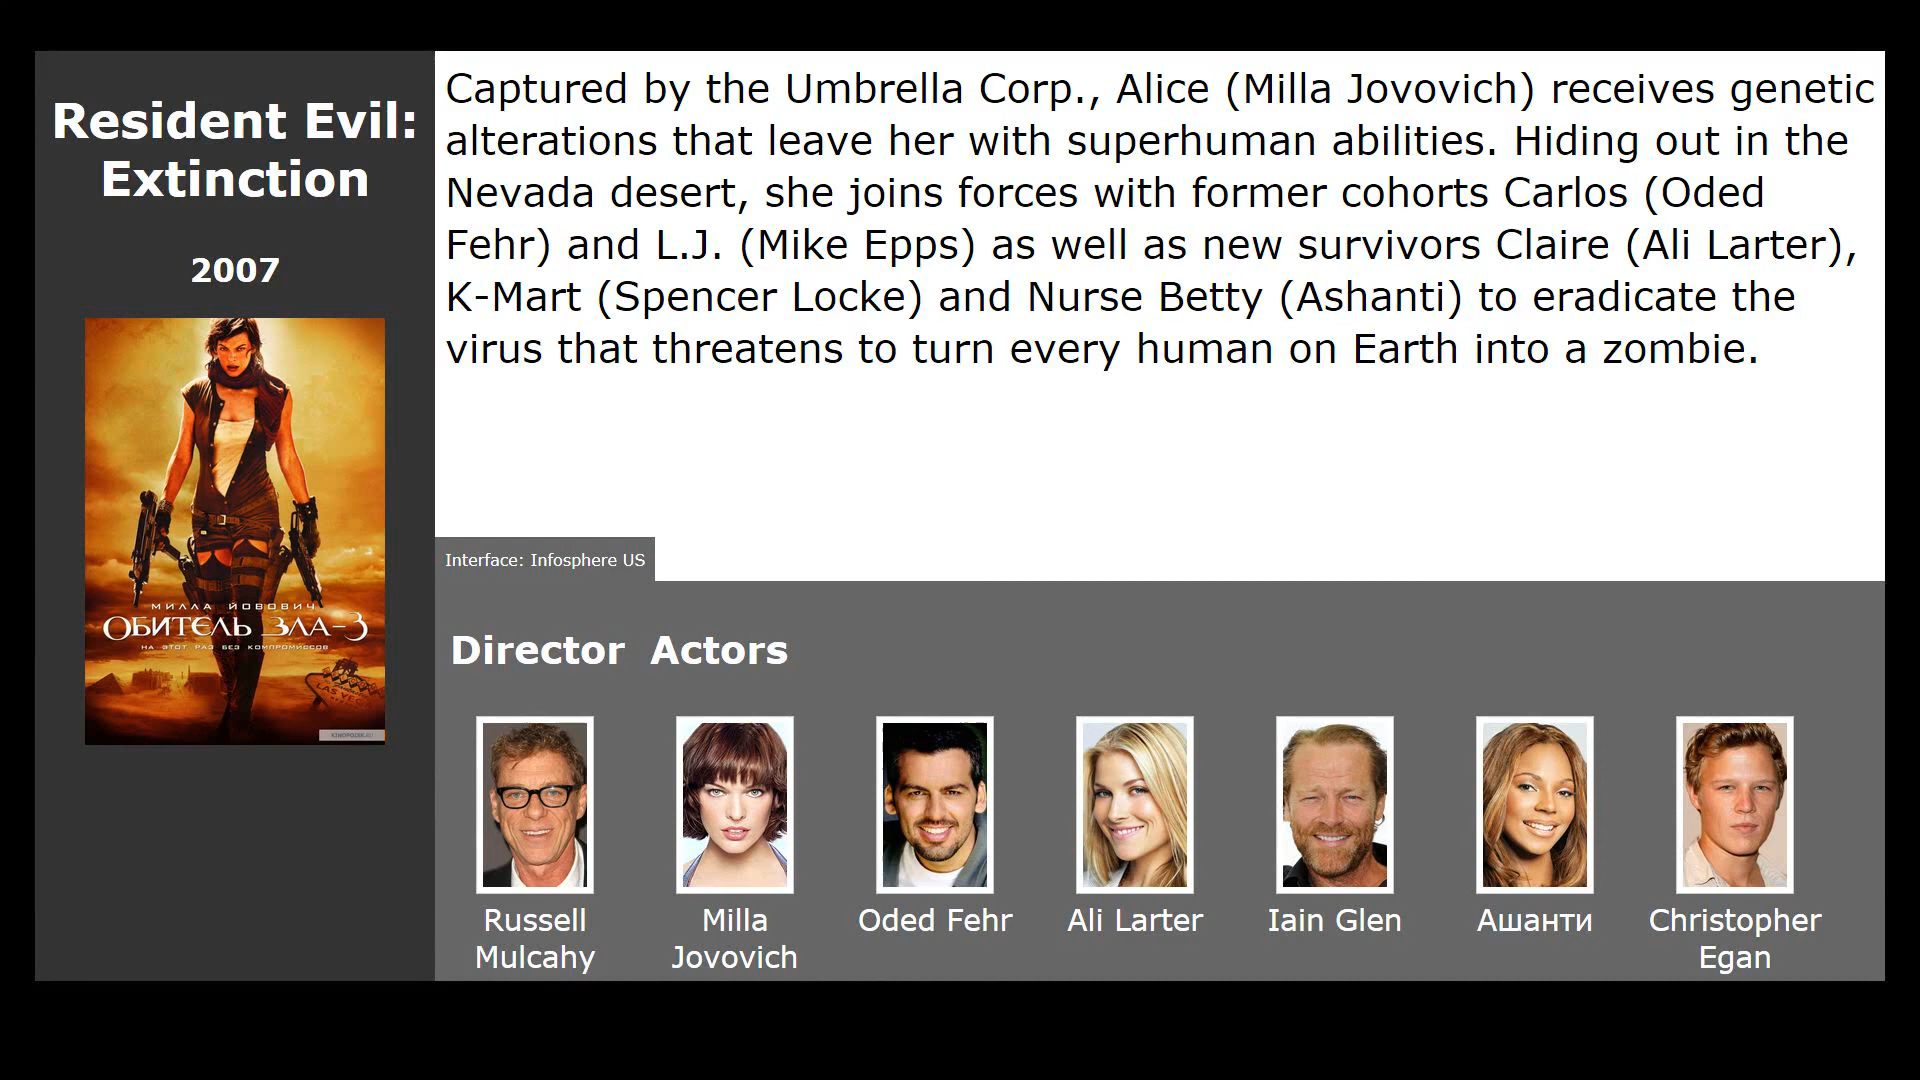 Resident Evil:
Extinction
2007
МИЛЛА ЙОВОВИЧ
ОБИТЕЛЬ ЗЛА-3
НА ЭТОТ РАЗ БЕЗ КОМПРОМИССОВ
LAS VEGAS
KINOPOISK.RU
Captured by the Umbrella Corp., Alice (Milla Jovovich) receives genetic
alterations that leave her with superhuman abilities. Hiding out in the
Nevada desert, she joins forces with former cohorts Carlos (Oded
Fehr) and L.J. (Mike Epps) as well as new survivors Claire (Ali Larter),
K-Mart (Spencer Locke) and Nurse Betty (Ashanti) to eradicate the
virus that threatens to turn every human on Earth into a zombie.
Interface: Infosphere US
Director Actors
Russell
Mulcahy
Milla
Jovovich
Oded Fehr
Ali Larter
Iain Glen
Ашанти
Christopher
Egan